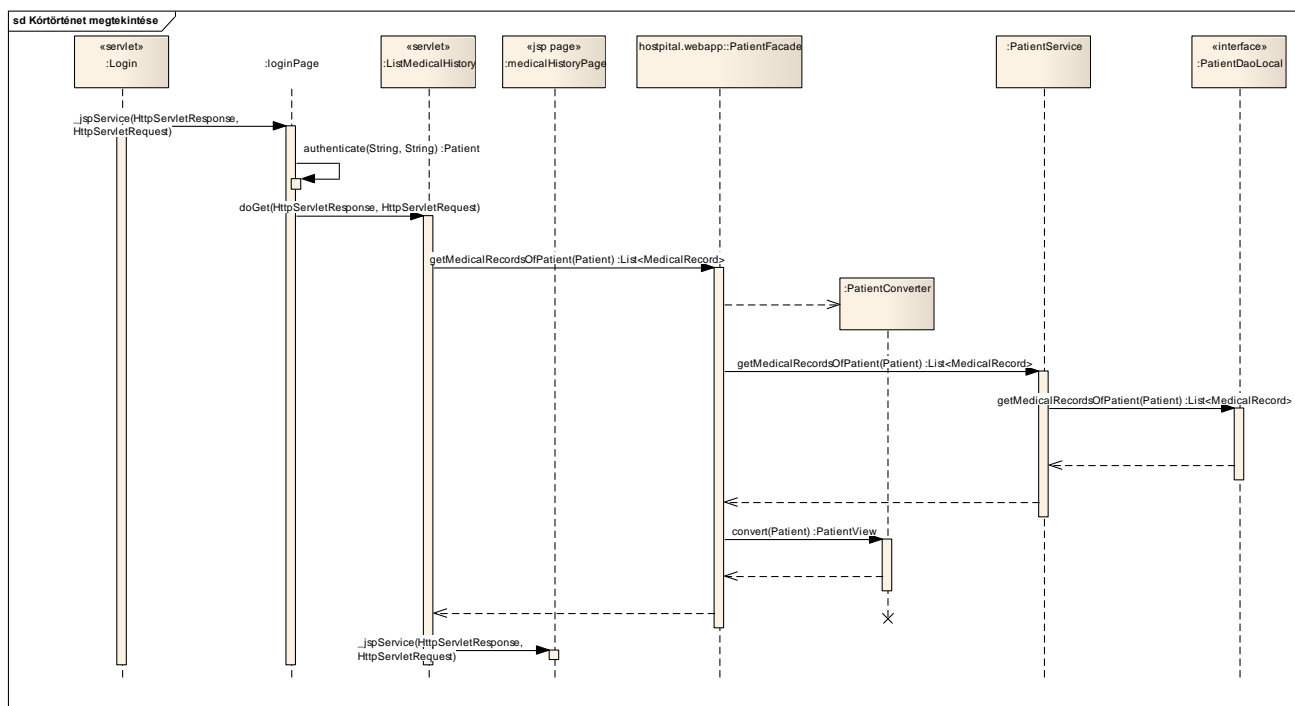 sd Kórtörténet megtekintése
«servlet»
:Login
:loginPage
«servlet»
:ListMedicalHistory
«jsp page»
:medicalHistoryPage
hostpital.webapp::PatientFacade
:PatientService
«interface»
:PatientDaoLocal
_jspService(HttpServletResponse,
HttpServletRequest)
authenticate(String, String) :Patient
doGet(HttpServletResponse, HttpServletRequest)
getMedicalRecordsOfPatient(Patient) :List<MedicalRecord>
:PatientConverter
getMedicalRecordsOfPatient(Patient) :List<MedicalRecord>
getMedicalRecordsOfPatient(Patient) :List<MedicalRecord>
convert(Patient) :PatientView
_jspService(HttpServletResponse,
HttpServletRequest)